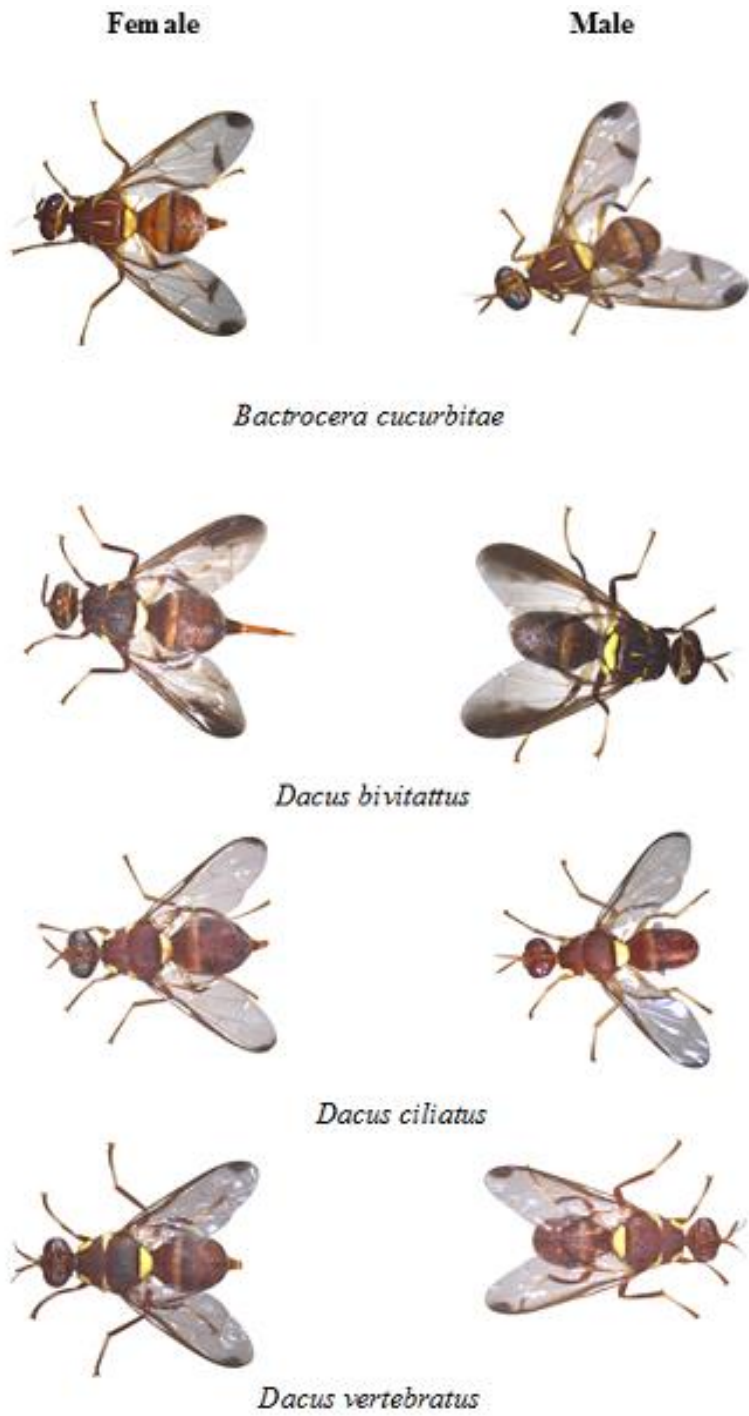 Female Male
Bactrocera cucurbitae
Dacus bivitattus
Dacus ciliatus
Dacus vertebratus